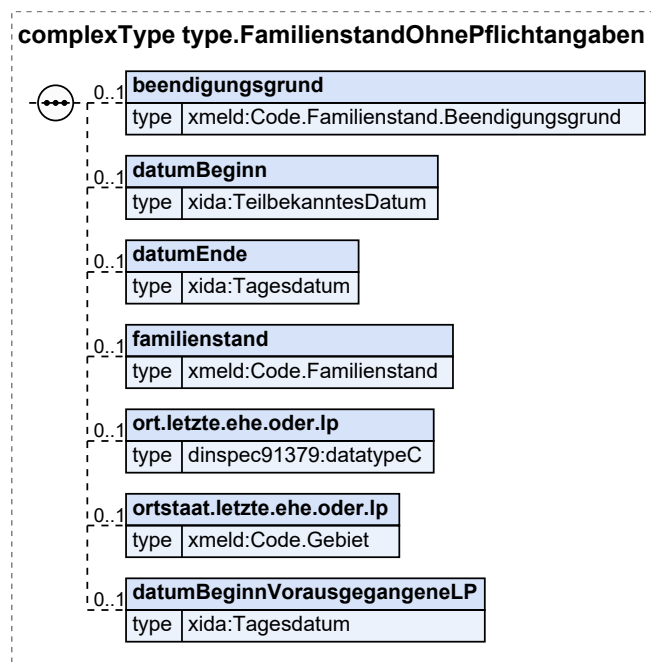 complexType type.FamilienstandOhnePflichtangaben
0..1 beendigungsgrund
type xmeld:Code.Familienstand.Beendigungsgrund
0..1 datumBeginn
type xida:TeilbekanntesDatum
0..1 datumEnde
type xida:Tagesdatum
0..1 familienstand
type xmeld:Code.Familienstand
0..1 ort.letzte.ehe.oder.lp
type dinspec91379:datatypeC
0..1 ortstaat.letzte.ehe.oder.lp
type xmeld:Code.Gebiet
0..1 datumBeginnVorausgegangeneLP
type xida:Tagesdatum